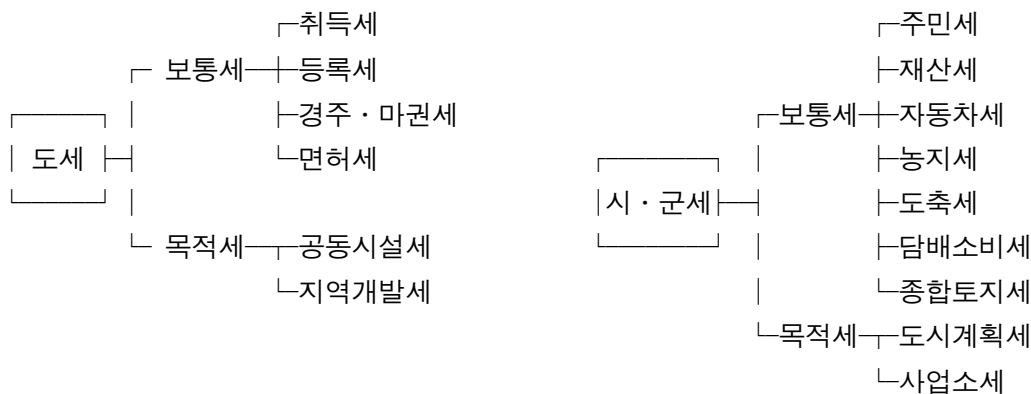 취득세
보통세 등록세
경주·마권세
도세 면허세
목적세 공동시설세
지역개발세
주민세
재산세
보통세 자동차세
농지세
시·군세 도축세
담배소비세
종합토지세
목적세 도시계획세
사업소세